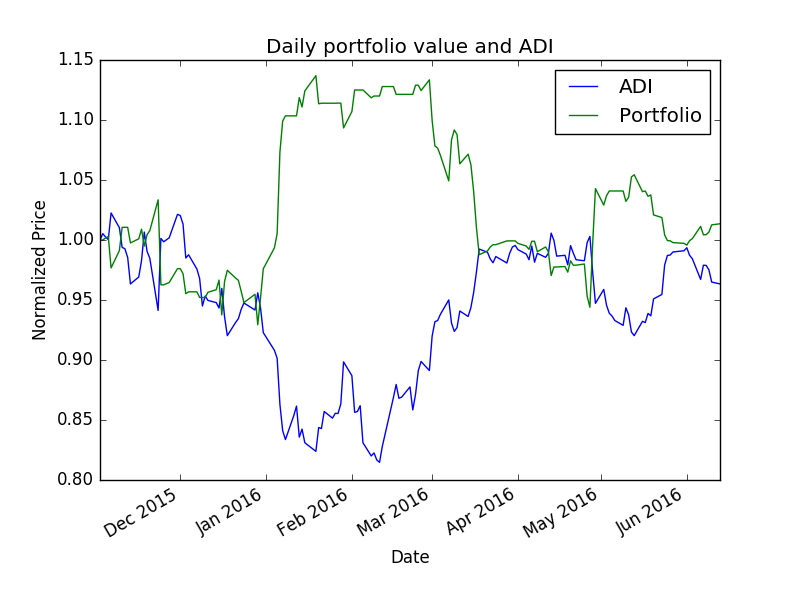 Daily portfolio value and ADI
1.15
1.10
1.05
1.00
0.95
0.90
0.85
0.80
Normalized Price
ADI
Portfolio
Dec 2015
Jan 2016
Feb 2016
Mar 2016
Apr 2016
May 2016
Jun 2016
Date